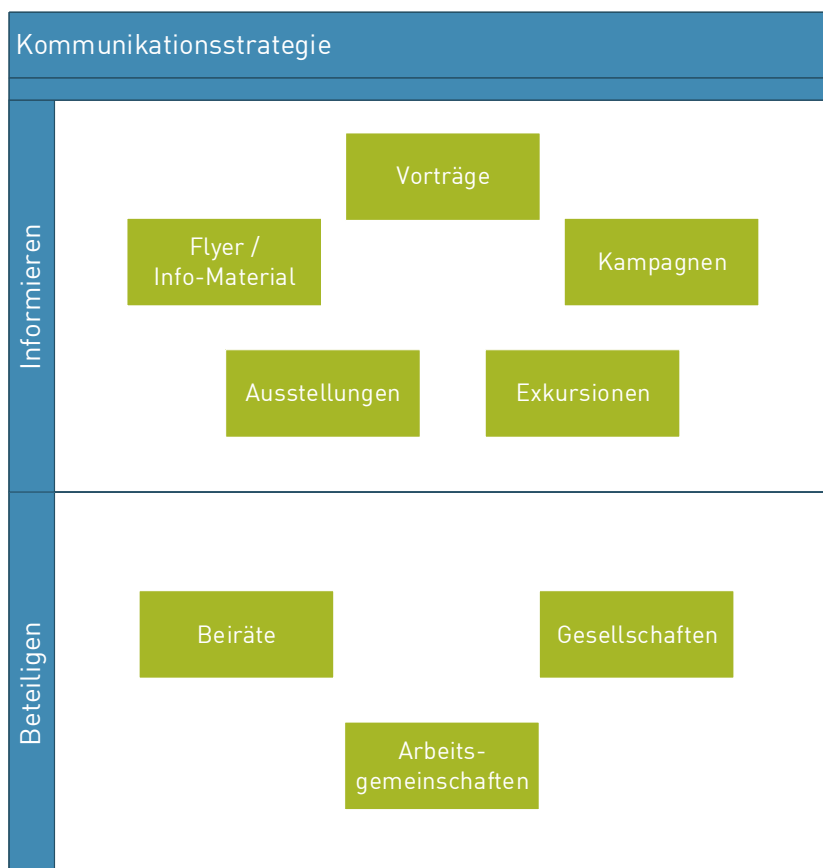 Kommunikationsstrategie
Informieren
Vorträge
Flyer /
Info-Material
Kampagnen
Ausstellungen
Exkursionen
Beteiligen
Beiräte
Gesellschaften
Arbeits-
gemeinschaften